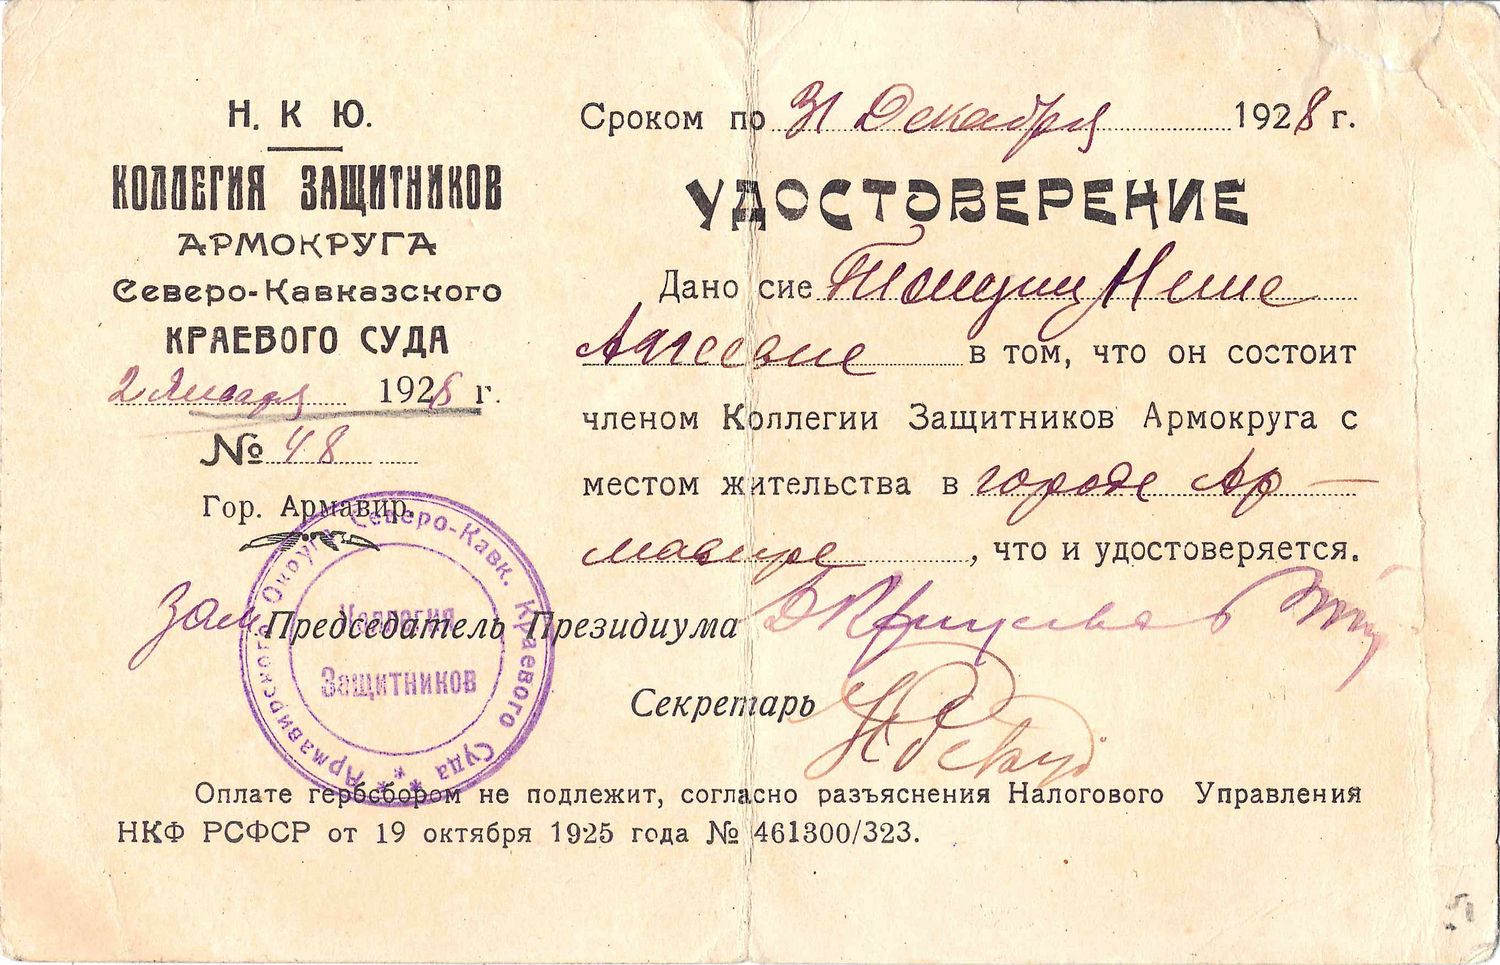 Н. К Ю.
КОЛЛЕГИЯ ЗАЩИТНИКОВ
АРМОКРУГА
Северо-Кавказского
КРАЕВОГО СУДА
2 Января 1928 г.
№ 48
Гор. Армавир.
Сроком по 31 Декабря 1928 г.
УДОСТОВЕРЕНИЕ
Дано сие
в том, что он состоит
членом Коллегии Защитников Армокруга с
местом жительства в городе Ар-
мавире, что и удостоверяется.
Зам. Председатель Президиума
Секретарь
Армавирского Округа Северо-Кавк. Краевого Суда
Коллегия
Защитников
Оплате гербсбором не подлежит, согласно разъяснения Налогового Управления
НКФ РСФСР от 19 октября 1925 года № 461300/323.